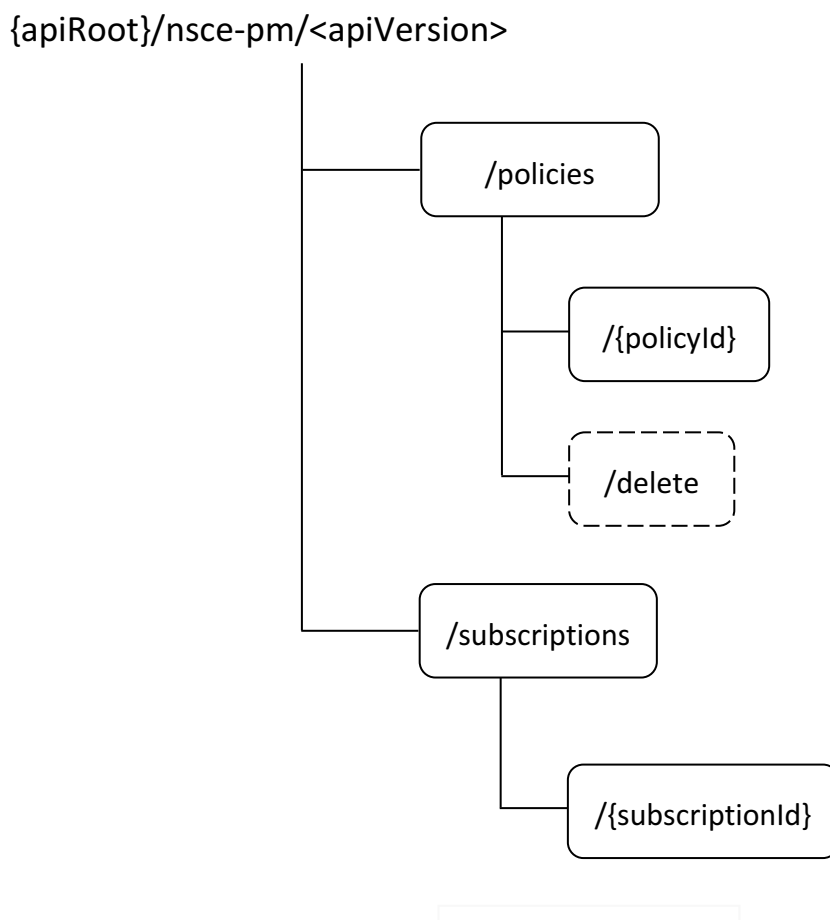 {apiRoot}/nsce-pm/<apiVersion>
/policies
/{policyId}
/delete
/subscriptions
/{subscriptionId}